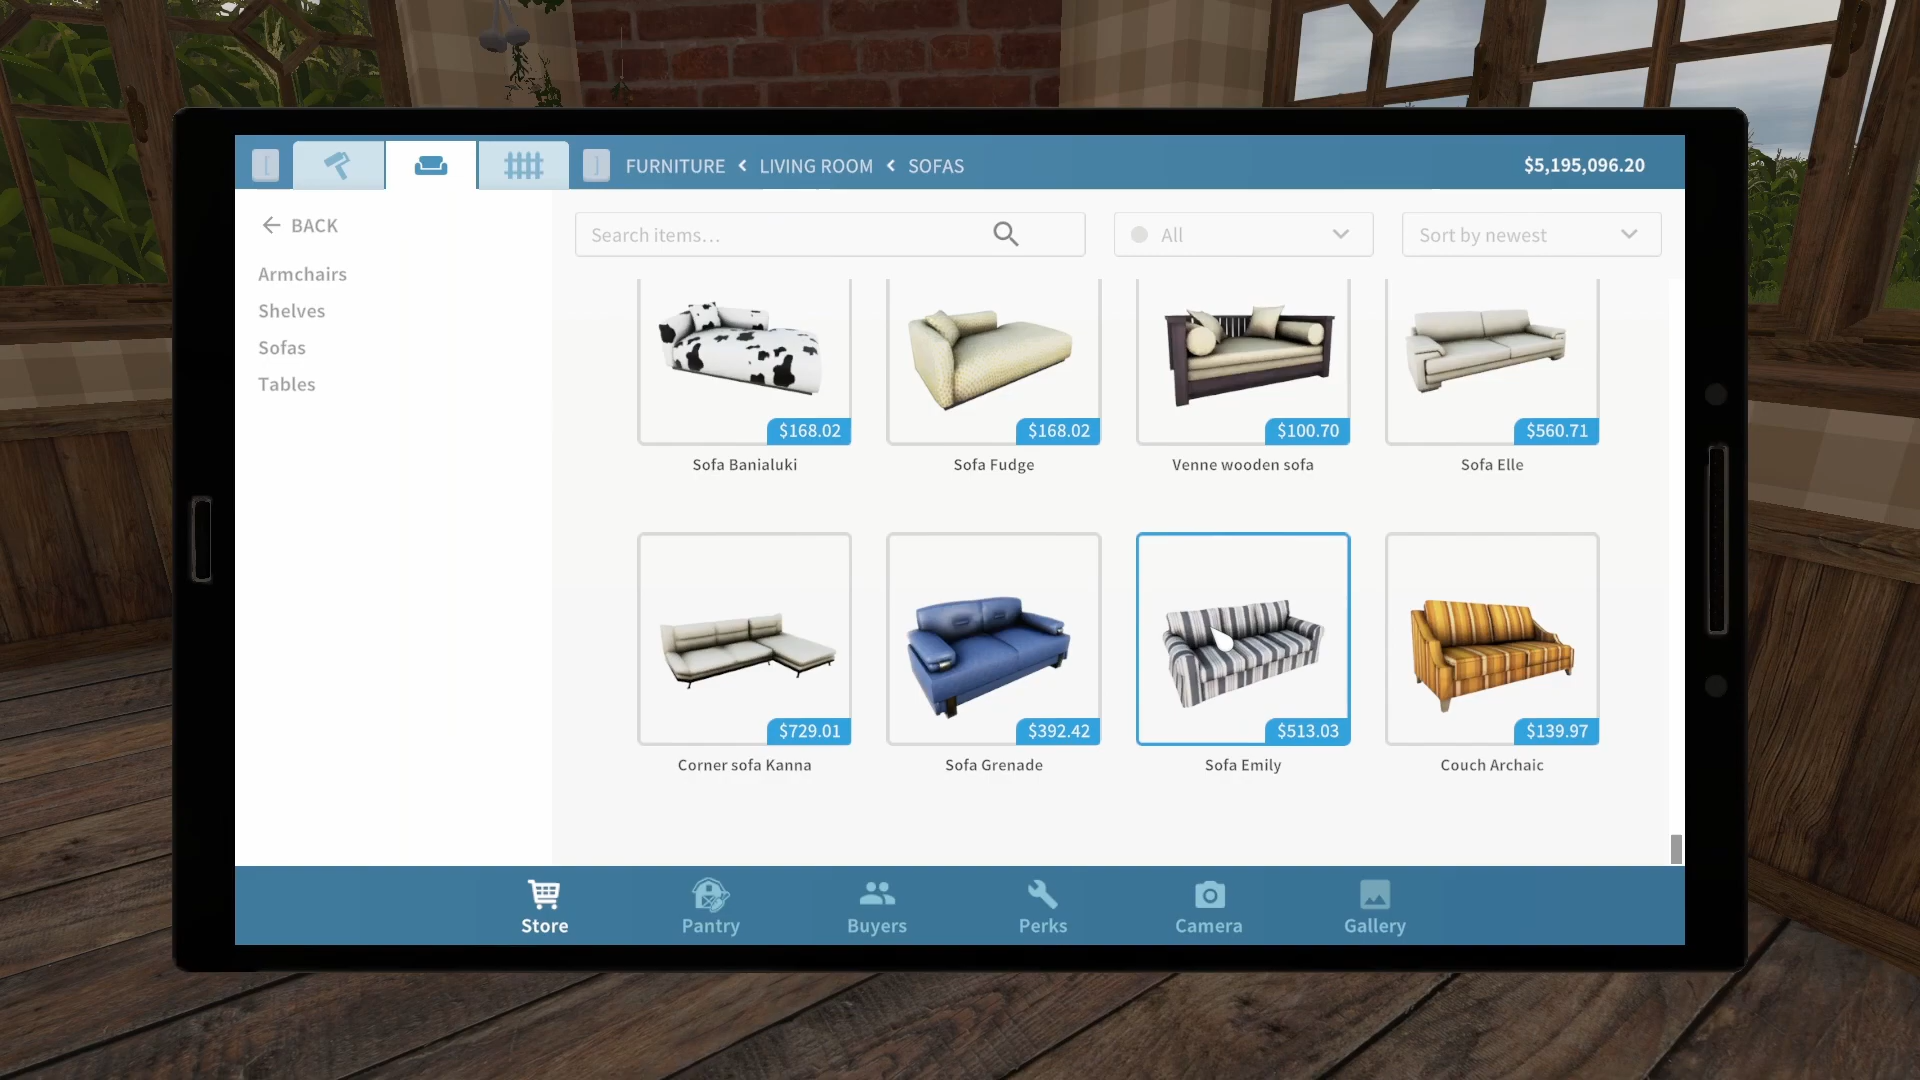 [ ] FURNITURE < LIVING ROOM < SOFAS $5,195,096.20
BACK
Armchairs
Shelves
Sofas
Tables
Search items...
All
Sort by newest
$168.02 $168.02 $100.70 $560.71
Sofa Banialuki Sofa Fudge Venne wooden sofa Sofa Elle
$729.01 $392.42 $513.03 $139.97
Corner sofa Kanna Sofa Grenade Sofa Emily Couch Archaic
Store Pantry Buyers Perks Camera Gallery